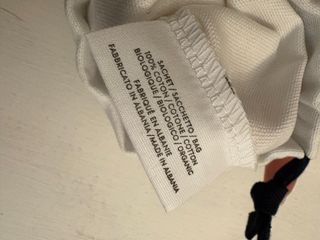 SACHET / SACCHETTO / BAG
100% COTON / COTONE / COTTON
BIOLOGIQUE / BIOLOGICO / ORGANIC
FABRIQUÉ EN ALBANIE
FABBRICATO IN ALBANIA / MADE IN ALBANIA